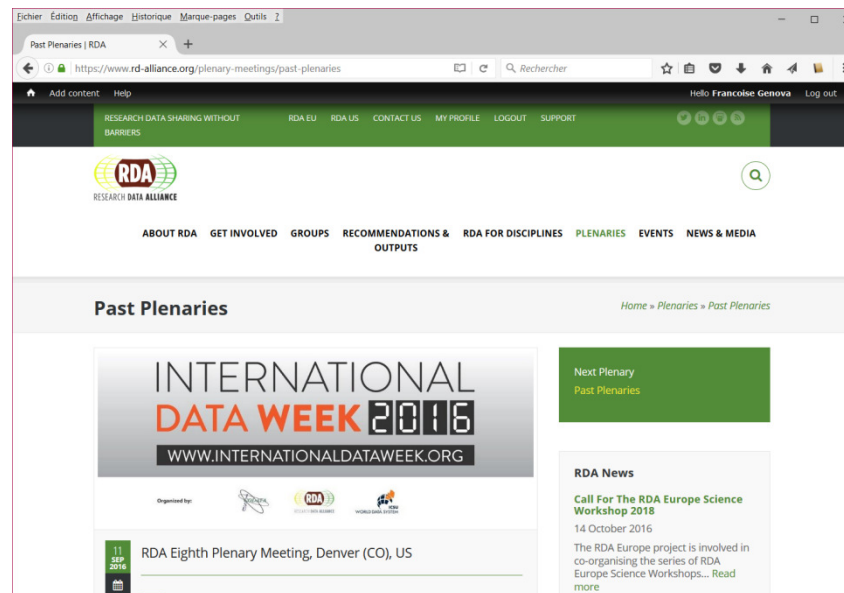 Fichier Édition Affichage Historique Marque-pages Outils ?
Past Plenaries | RDA
https://www.rd-alliance.org/plenary-meetings/past-plenaries
Rechercher
Add content Help
Hello Francoise Genova Log out
RESEARCH DATA SHARING WITHOUT
BARRIERS
RDA EU RDA US CONTACT US MY PROFILE LOGOUT SUPPORT
RDA
RESEARCH DATA ALLIANCE
ABOUT RDA GET INVOLVED GROUPS RECOMMENDATIONS & OUTPUTS RDA FOR DISCIPLINES PLENARIES EVENTS NEWS & MEDIA
Past Plenaries
Home » Plenaries » Past Plenaries
INTERNATIONAL
DATA WEEK 2016
WWW.INTERNATIONALDATAWEEK.ORG
Organized by:
RDA
WORLD DATA SYSTEM
11
SEP
2016
RDA Eighth Plenary Meeting, Denver (CO), US
Next Plenary
Past Plenaries
RDA News
Call For The RDA Europe Science
Workshop 2018
14 October 2016
The RDA Europe project is involved in
co-organising the series of RDA
Europe Science Workshops... Read
more